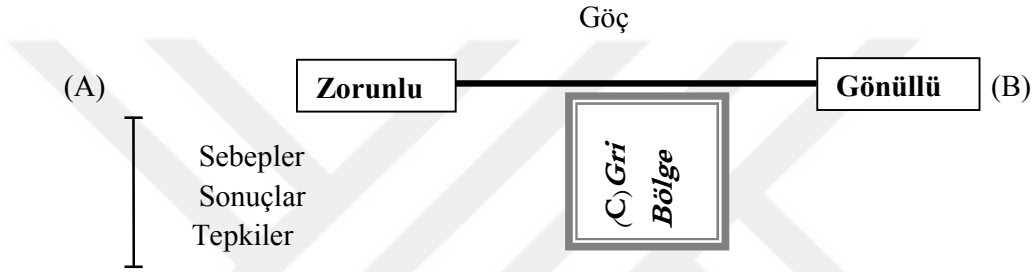 Göç
(A) Zorunlu Gönüllü (B)
Sebepler
Sonuçlar
Tepkiler
(C) Gri
Bölge